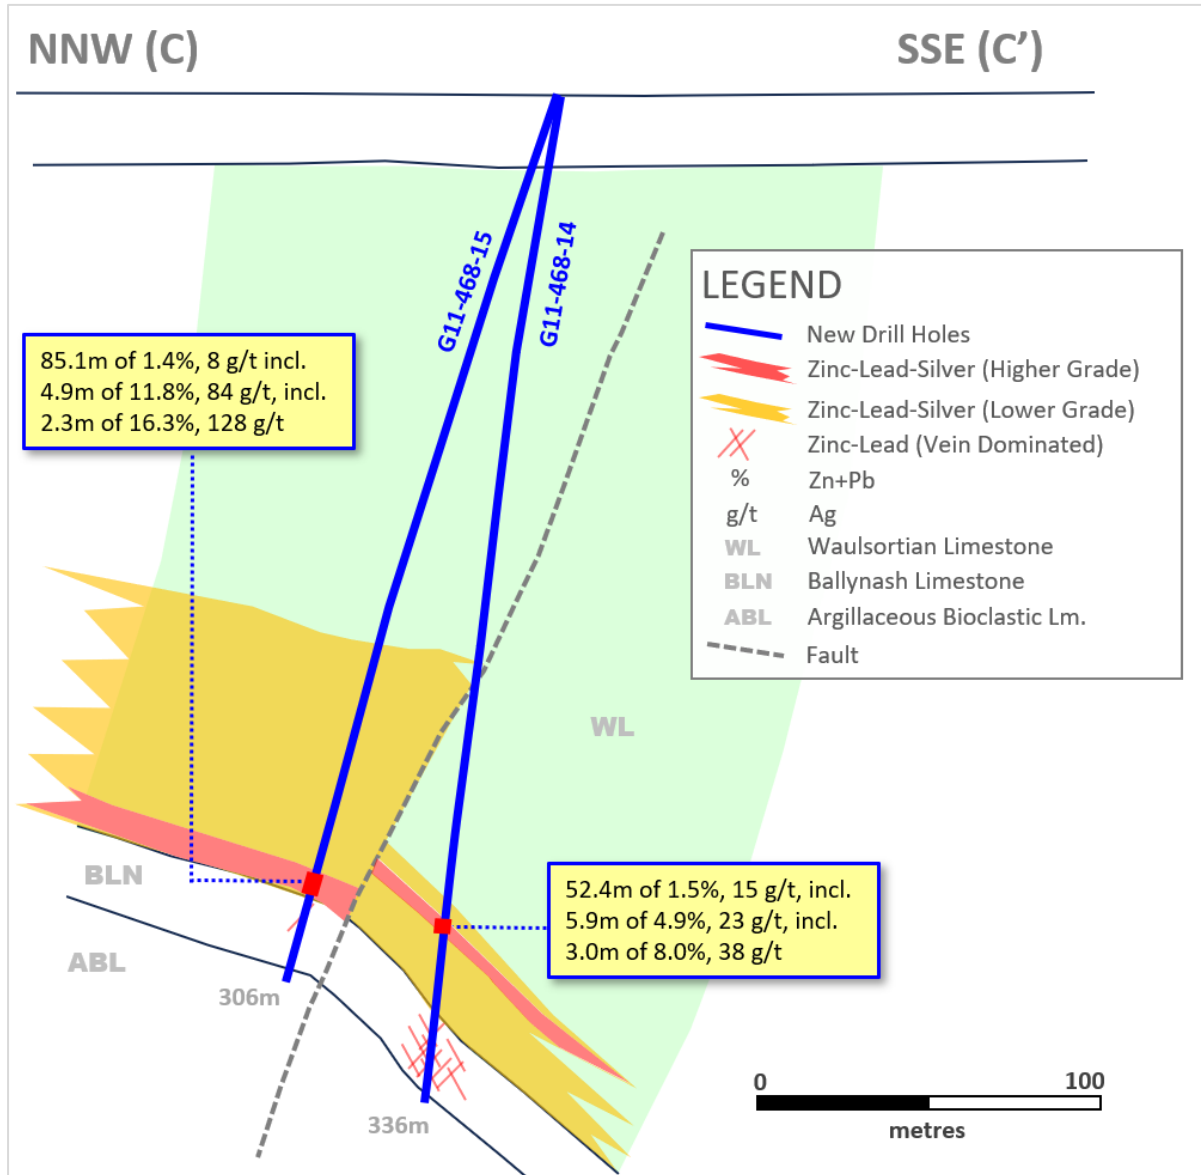 NNW (C)
SSE (C')
G11-468-15
G11-468-14
LEGEND
New Drill Holes
Zinc-Lead-Silver (Higher Grade)
Zinc-Lead-Silver (Lower Grade)
Zinc-Lead (Vein Dominated)
% Zn+Pb
g/t Ag
WL Waulsortian Limestone
BLN Ballynash Limestone
ABL Argillaceous Bioclastic Lm.
Fault
85.1m of 1.4%, 8 g/t incl.
4.9m of 11.8%, 84 g/t, incl.
2.3m of 16.3%, 128 g/t
WL
BLN
ABL
52.4m of 1.5%, 15 g/t, incl.
5.9m of 4.9%, 23 g/t, incl.
3.0m of 8.0%, 38 g/t
306m
336m
0 100
metres